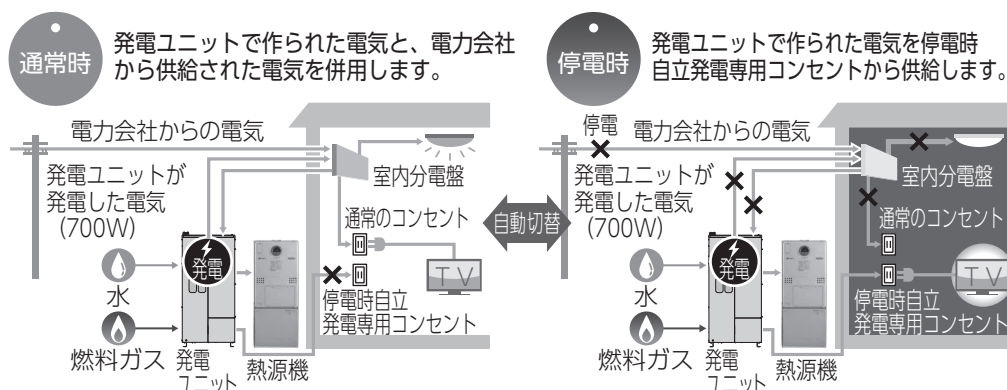 通常時
発電ユニットで作られた電気と、電力会社
から供給された電気を併用します。
電力会社からの電気
発電ユニットが
発電した電気
(700W)
室内分電盤
通常のコンセント
発電
TV
水
停電時自立
発電専用コンセント
燃料ガス
発電
ユニット
熱源機
自動切替
停電時
発電ユニットで作られた電気を停電時
自立発電専用コンセントから供給します。
停電
電力会社からの電気
発電ユニットが
発電した電気
(700W)
室内分電盤
通常のコンセント
発電
TV
水
停電時自立
発電専用コンセント
燃料ガス
発電
ユニット
熱源機